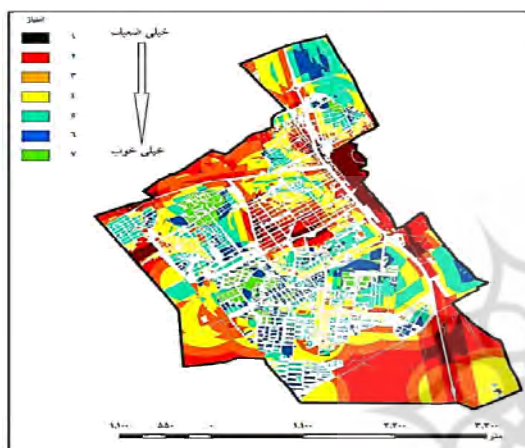 امتیاز
خیلی ضعیف
۱
۲
۳
۴
۵
۶
۷
خیلی خوب
۱,۱۰۰ ۵۵۰ ۰ ۱,۱۰۰ ۲,۲۰۰ ۳,۳۰۰
متر